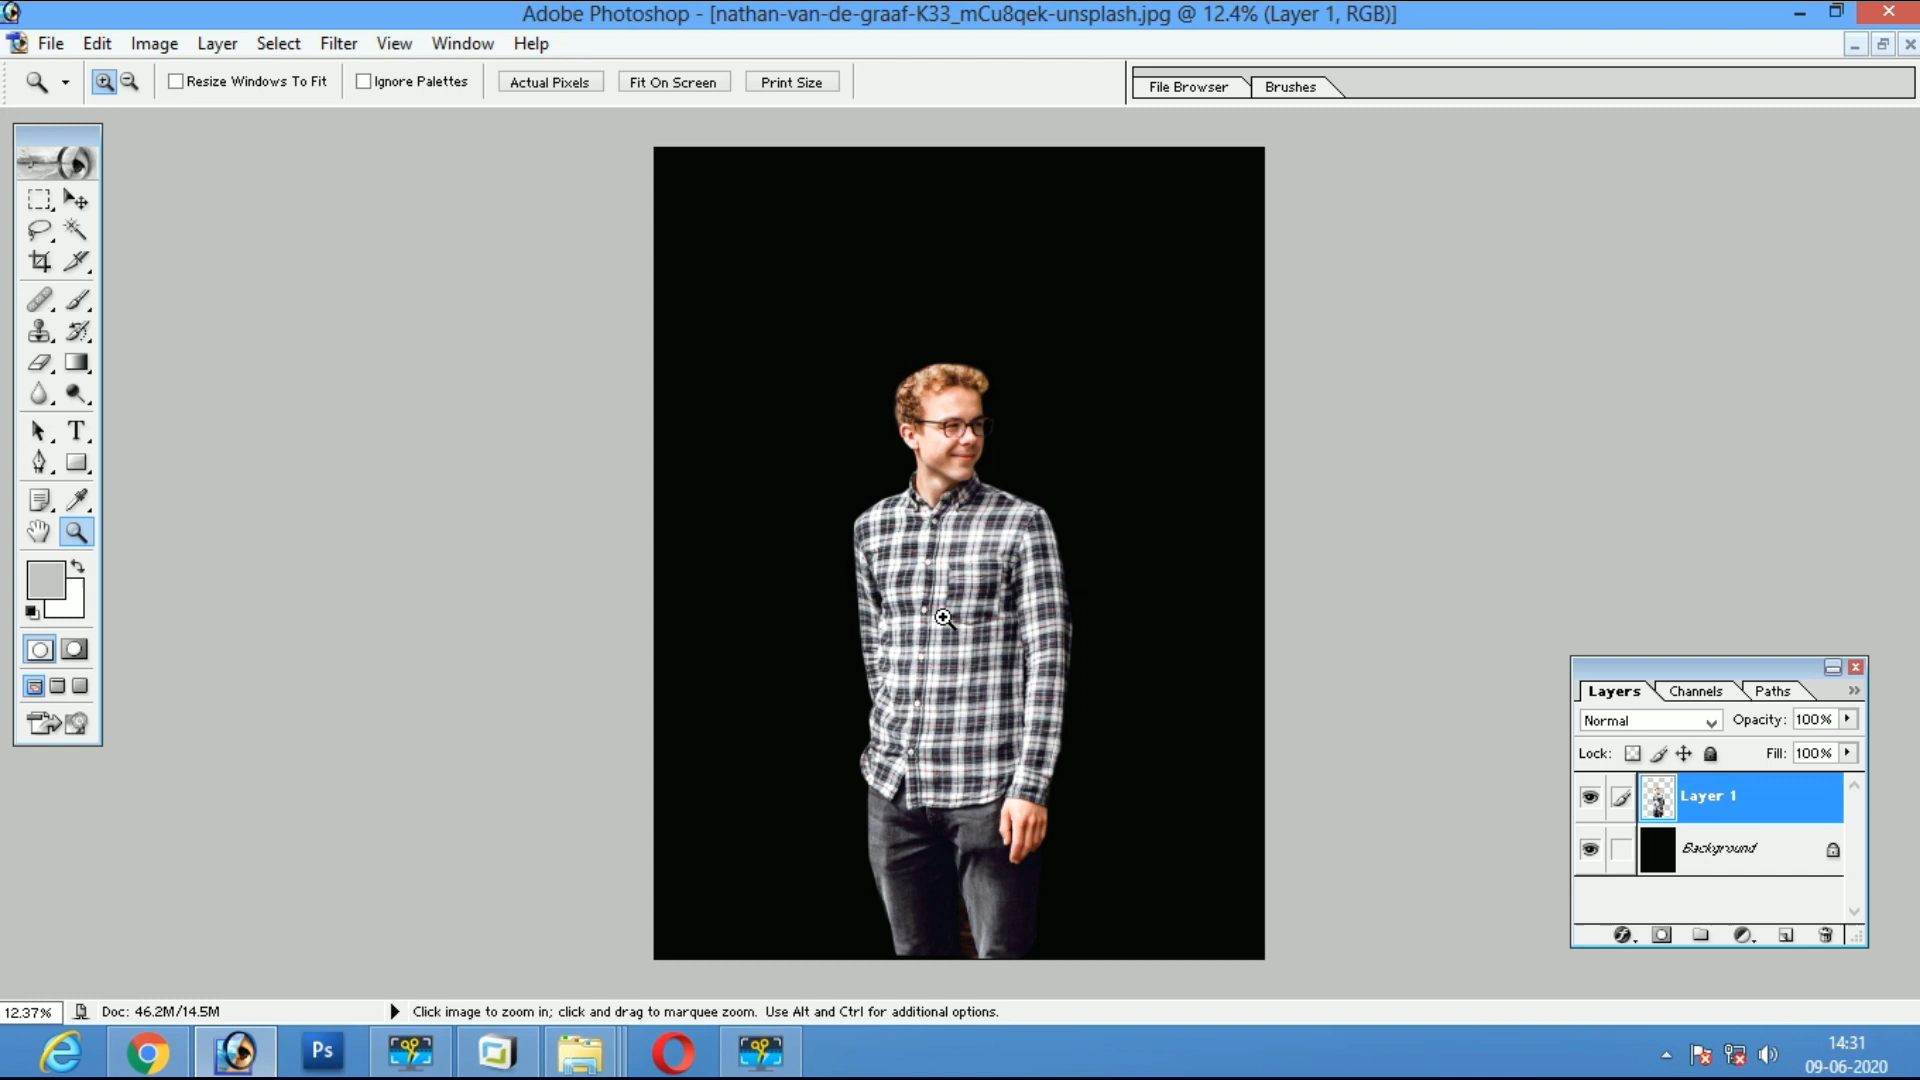 Adobe Photoshop - [nathan-van-de-graaf-K33_mCu8qek-unsplash.jpg @ 12.4% (Layer 1, RGB)]
File Edit Image Layer Select Filter View Window Help
Resize Windows To Fit Ignore Palettes Actual Pixels Fit On Screen Print Size File Browser Brushes
T
Layers Channels Paths
Normal Opacity: 100%
Lock: Fill: 100%
Layer 1
Background
12.37% Doc: 46.2M/14.5M Click image to zoom in; click and drag to marquee zoom. Use Alt and Ctrl for additional options.
Ps
14:31
09-06-2020